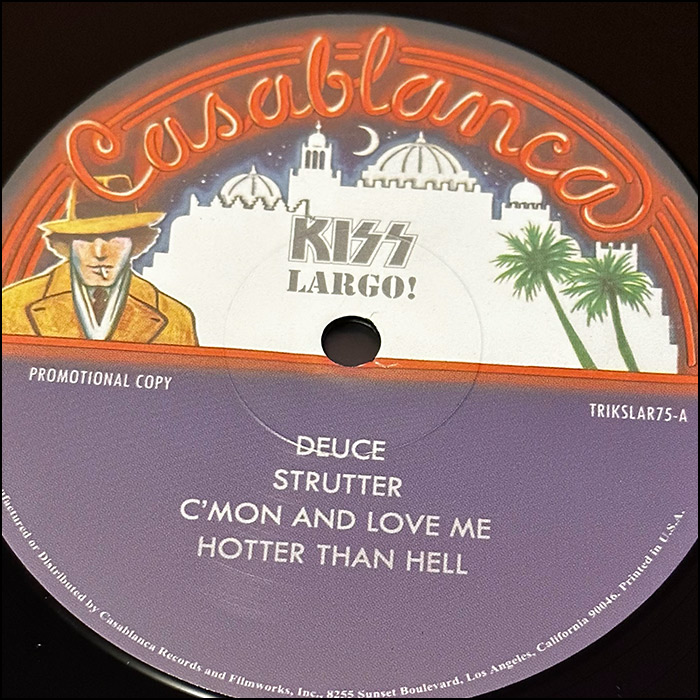 Casablanca
KISS
LARGO!
PROMOTIONAL COPY
TRIKSLAR75-A
DEUCE
STRUTTER
C'MON AND LOVE ME
HOTTER THAN HELL
or Distributed by Casablanca Records and Filmworks, Inc., 8255 Sunset Boulevard, Los Angeles, California 90046. Printed in U.S.A.